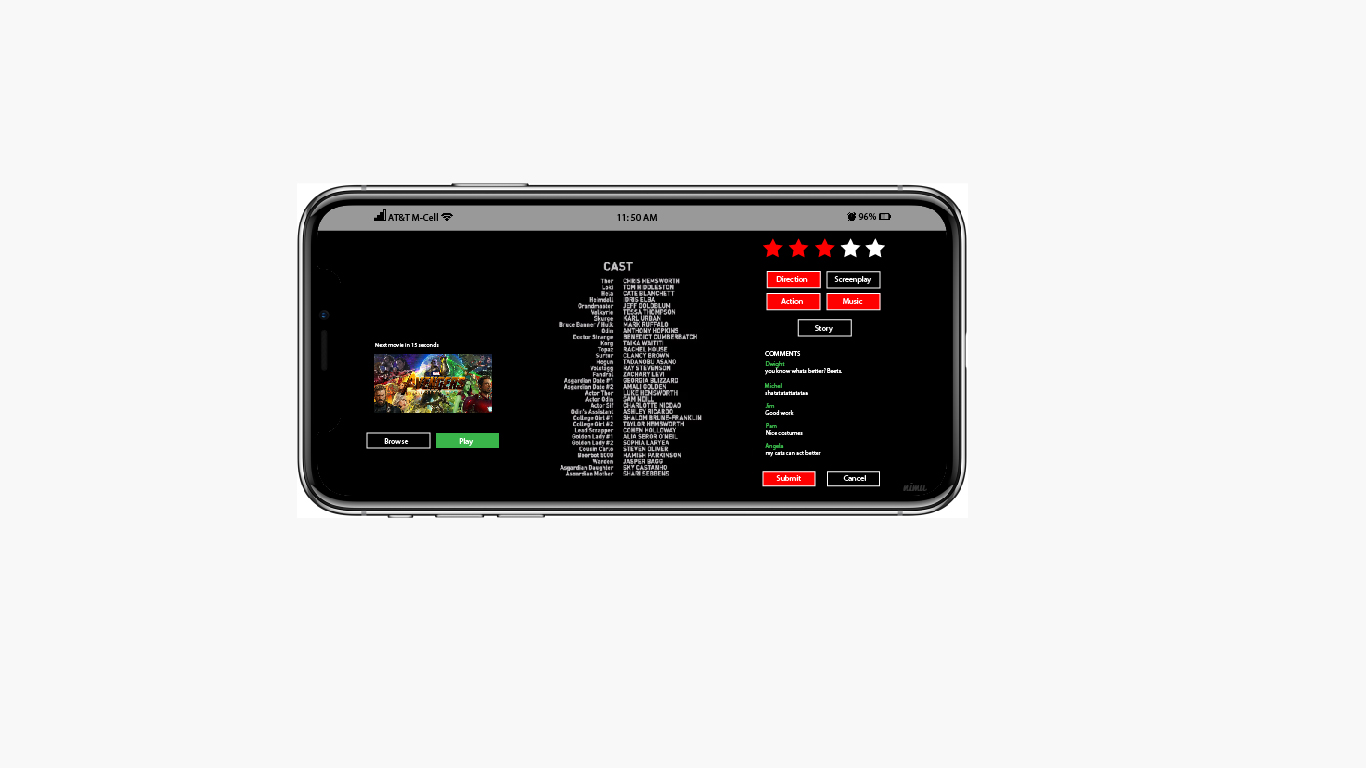 AT&T M-Cell
11:50 AM
96%
Next movie in 15 seconds
Browse
Play
CAST
Thor CHRIS HEMSWORTH
Loki TOM HIDDLESTON
Hela CATE BLANCHETT
Heimdall IDRIS ELBA
Grandmaster JEFF GOLDBLUM
Valkyrie TESSA THOMPSON
Skurge KARL URBAN
Bruce Banner / Hulk MARK RUFFALO
Odin ANTHONY HOPKINS
Doctor Strange BENEDICT CUMBERBATCH
Korg TAIKA WAITITI
Topaz RACHEL HOUSE
Surtur CLANCY BROWN
Hogun TADANOBU ASANO
Volstagg RAY STEVENSON
Fandral ZACHARY LEVI
Asgardian Date #1 GEORGIA BLIZZARD
Asgardian Date #2 AMALI GOLDEN
Actor Thor LUKE HEMSWORTH
Actor Odin SAM NEILL
Actor Sif CHARLOTTE NICDAO
Odin's Assistant ASHLEY RICARDO
College Girl #1 SHALOM BRUNE-FRANKLIN
College Girl #2 TAYLOR HEMSWORTH
Lead Scrapper COHEN HOLLOWAY
Golden Lady #1 ALIA SEROR O'NEIL
Golden Lady #2 SOPHIA LARYEA
Cousin Carlo STEVEN OLIVER
Beerbot 5000 HAMISH PARKINSON
Warden JASPER BAGG
Asgardian Daughter SKY CASTANHO
Asgardian Mother SHARI SEBBENS
Direction
Screenplay
Action
Music
Story
COMMENTS
Dwight
you know whats better? Beets.
Michel
shatatatattatataa
Jim
Good work
Pam
Nice costumes
Angela
my cats can act better
Submit
Cancel